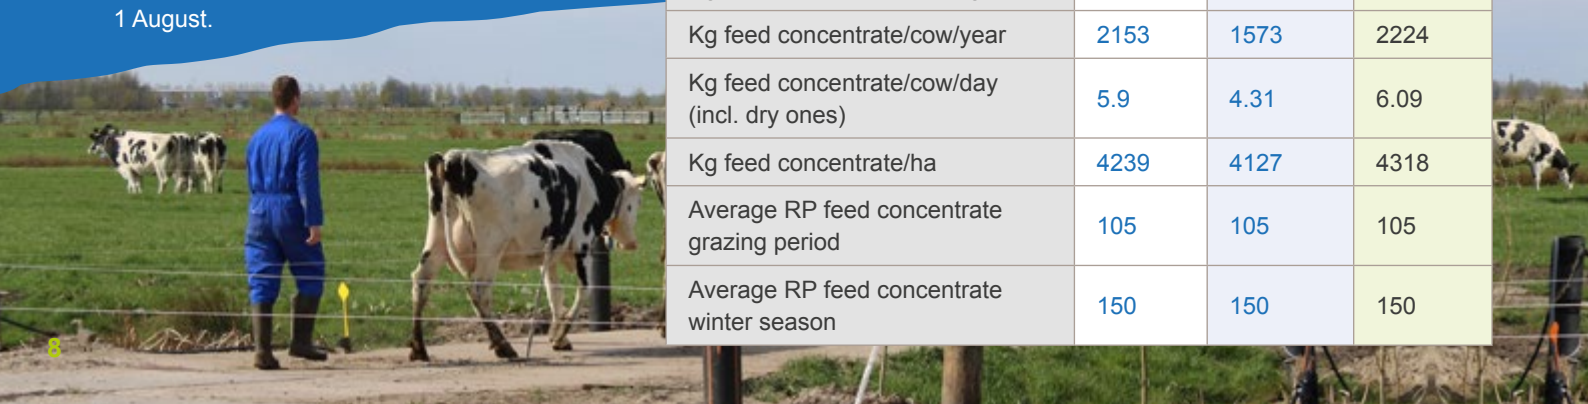 1 August.
Kg feed concentrate/cow/year 2153 1573 2224
Kg feed concentrate/cow/day
(incl. dry ones) 5.9 4.31 6.09
Kg feed concentrate/ha 4239 4127 4318
Average RP feed concentrate
grazing period 105 105 105
Average RP feed concentrate
winter season 150 150 150
8